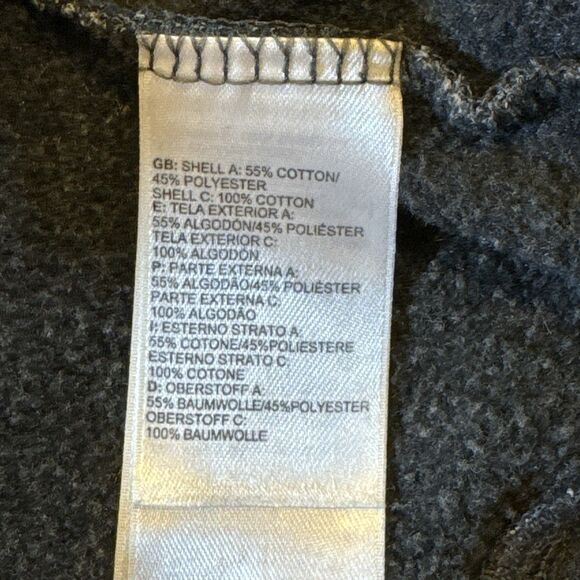 GB: SHELL A: 55% COTTON/
45% POLYESTER
SHELL C: 100% COTTON
E: TELA EXTERIOR A:
55% ALGODÓN/45% POLIÉSTER
TELA EXTERIOR C:
100% ALGODÓN
P: PARTE EXTERNA A:
55% ALGODÃO/45% POLIÉSTER
PARTE EXTERNA C:
100% ALGODÃO
I: ESTERNO STRATO A:
55% COTONE/45%POLIESTERE
ESTERNO STRATO C:
100% COTONE
D: OBERSTOFF A:
55% BAUMWOLLE/45%POLYESTER
OBERSTOFF C:
100% BAUMWOLLE